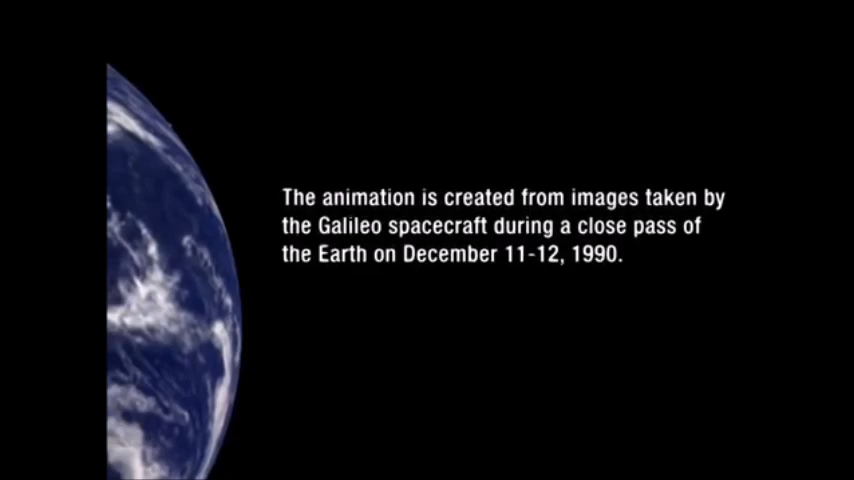 The animation is created from images taken by
the Galileo spacecraft during a close pass of
the Earth on December 11-12, 1990.